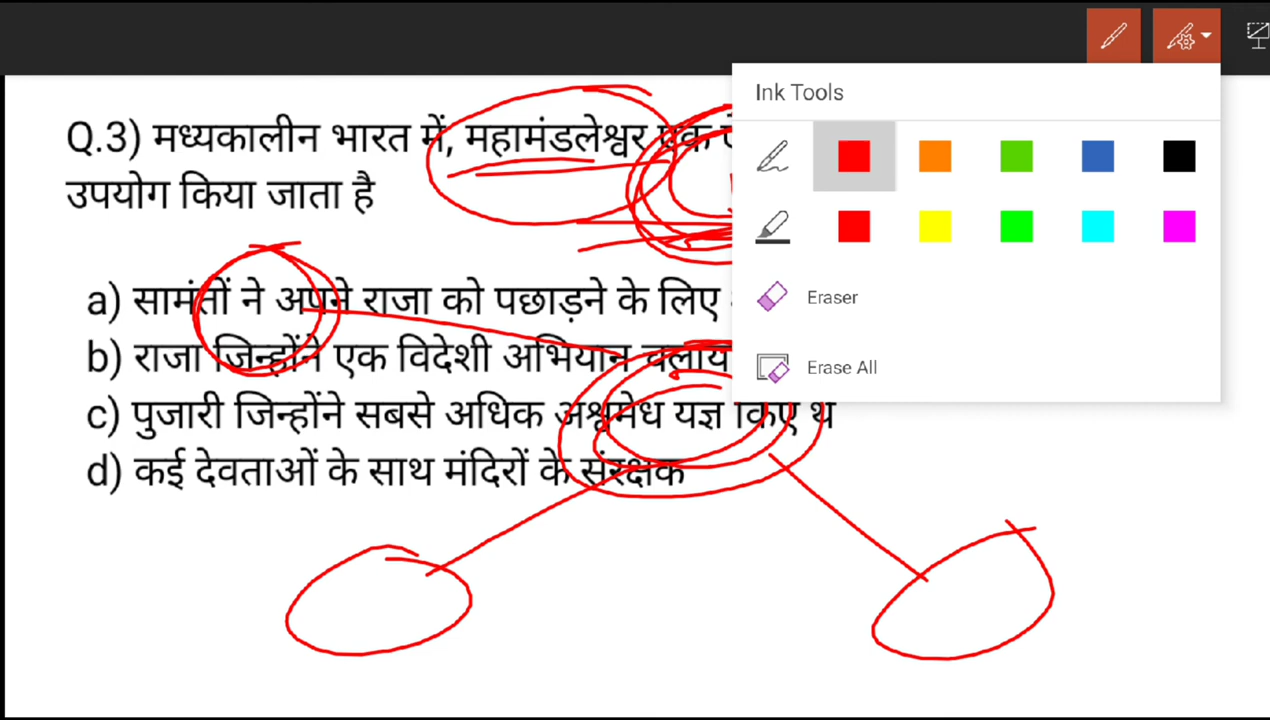 Ink Tools
Q.3) मध्यकालीन भारत में, महामंडलेश्वर एक
उपयोग किया जाता है
a) सामंतों ने अपने राजा को पछाड़ने के लिए
b) राजा जिन्होंने एक विदेशी अभियान
Eraser
Erase All
c) पुजारी जिन्होंने सबसे अधिक अश्वमेध यज्ञ किए थे
d) कई देवताओं के साथ मंदिरों के संरक्षक